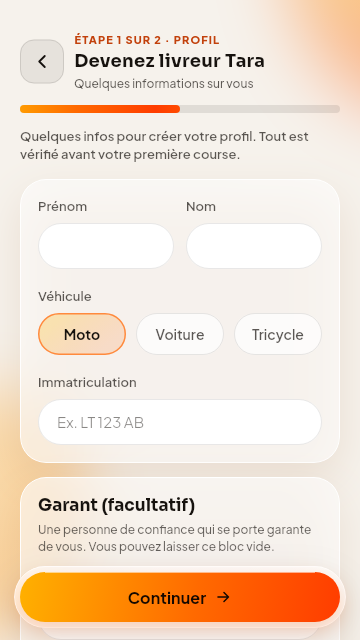 ÉTAPE 1 SUR 2 · PROFIL
Devenez livreur Tara
Quelques informations sur vous
Quelques infos pour créer votre profil. Tout est
vérifié avant votre première course.
Prénom
Nom
Véhicule
Moto
Voiture
Tricycle
Immatriculation
Ex. LT 123 AB
Garant (facultatif)
Une personne de confiance qui se porte garante
de vous. Vous pouvez laisser ce bloc vide.
Continuer →